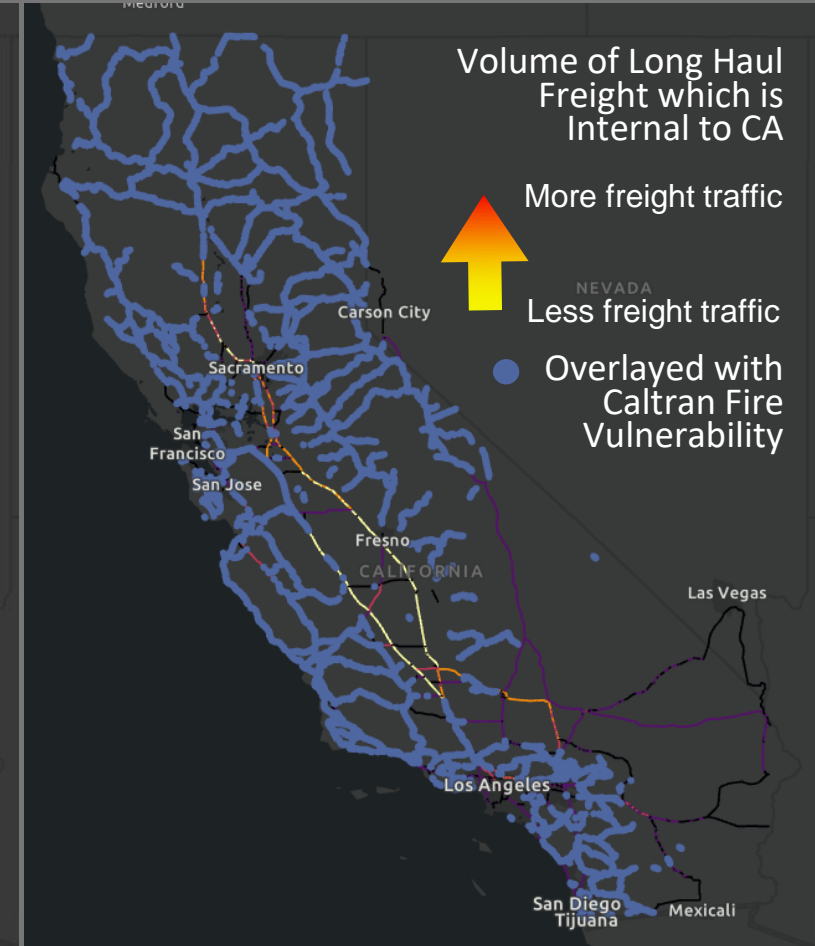 Medford
Volume of Long Haul
Freight which is
Internal to CA
More freight traffic
NEVADA
Less freight traffic
Carson City
Overlayed with
Caltran Fire
Vulnerability
Sacramento
San
Francisco
San Jose
Fresno
CALIFORNIA
Las Vegas
Los Angeles
San Diego
Tijuana
Mexicali